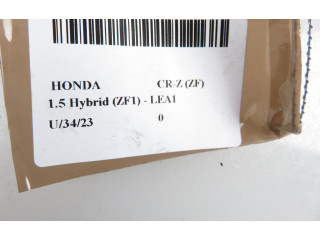 HONDA CR-Z (ZF)
1.5 Hybrid (ZF1) - LEA1
U/34/23 0